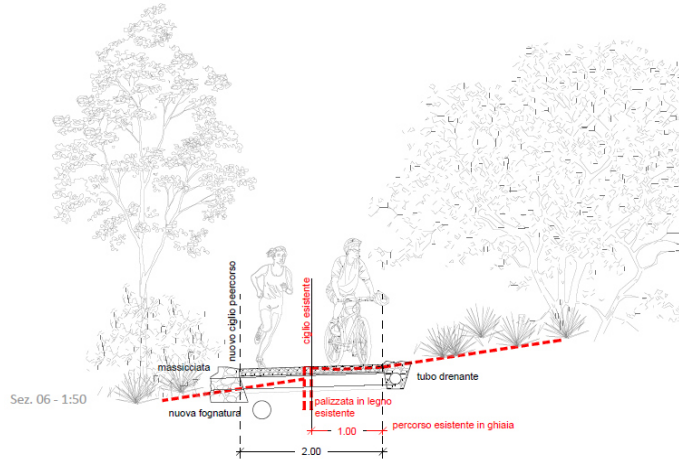 nuovo ciglio peercorso
ciglio esistente
massicciata
tubo drenante
Sez. 06 - 1:50
nuova fognatura
palizzata in legno
esistente
percorso esistente in ghiaia
1.00
2.00